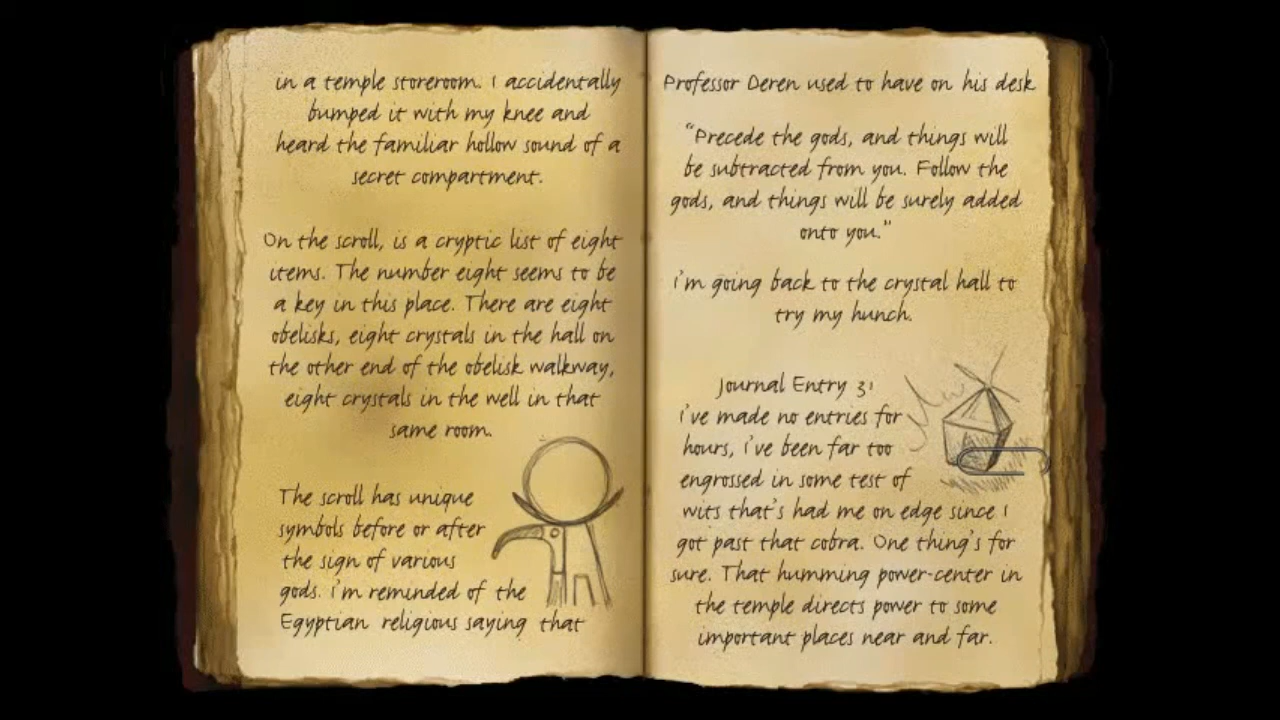 in a temple storeroom. I accidentally
bumped it with my knee and
heard the familiar hollow sound of a
secret compartment.
On the scroll, is a cryptic list of eight
items. The number eight seems to be
a key in this place. There are eight
obelisks, eight crystals in the hall on
the other end of the obelisk walkway,
eight crystals in the well in that
same room.
The scroll has unique
symbols before or after
the sign of various
gods. i'm reminded of the
Egyptian religious saying that
Professor Deren used to have on his desk
"Precede the gods, and things will
be subtracted from you. Follow the
gods, and things will be surely added
onto you."
i'm going back to the crystal hall to
try my hunch.
Journal Entry 3:
i've made no entries for
hours, i've been far too
engrossed in some test of
wits that's had me on edge since I
got past that cobra. One thing's for
sure. That humming power-center in
the temple directs power to some
important places near and far.